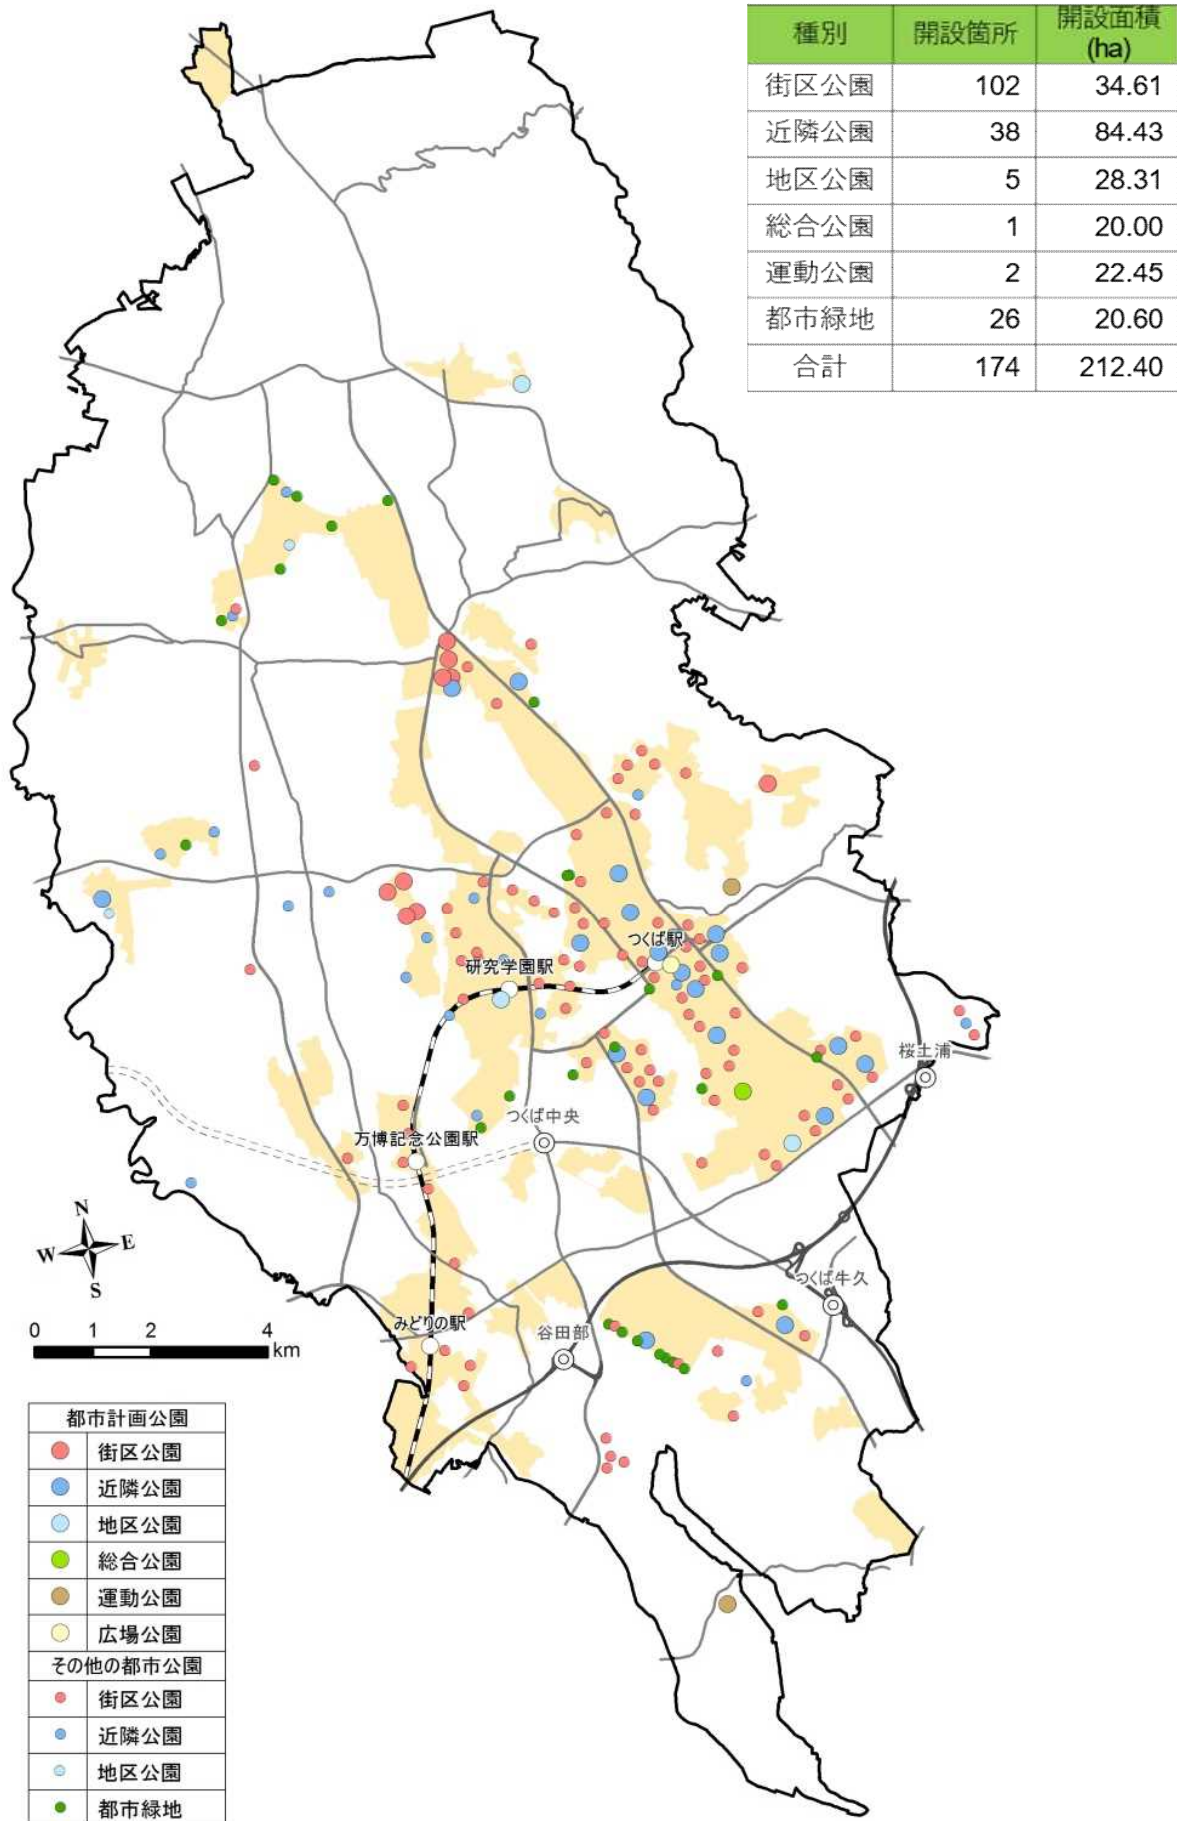 種別 開設箇所 開設面積
(ha)
街区公園 102 34.61
近隣公園 38 84.43
地区公園 5 28.31
総合公園 1 20.00
運動公園 2 22.45
都市緑地 26 20.60
合計 174 212.40
つくば駅
研究学園駅
桜土浦
つくば中央
万博記念公園駅
つくば牛久
みどりの駅
谷田部
N
W E
S
0 1 2 4
km
都市計画公園
街区公園
近隣公園
地区公園
総合公園
運動公園
広場公園
その他の都市公園
街区公園
近隣公園
地区公園
都市緑地